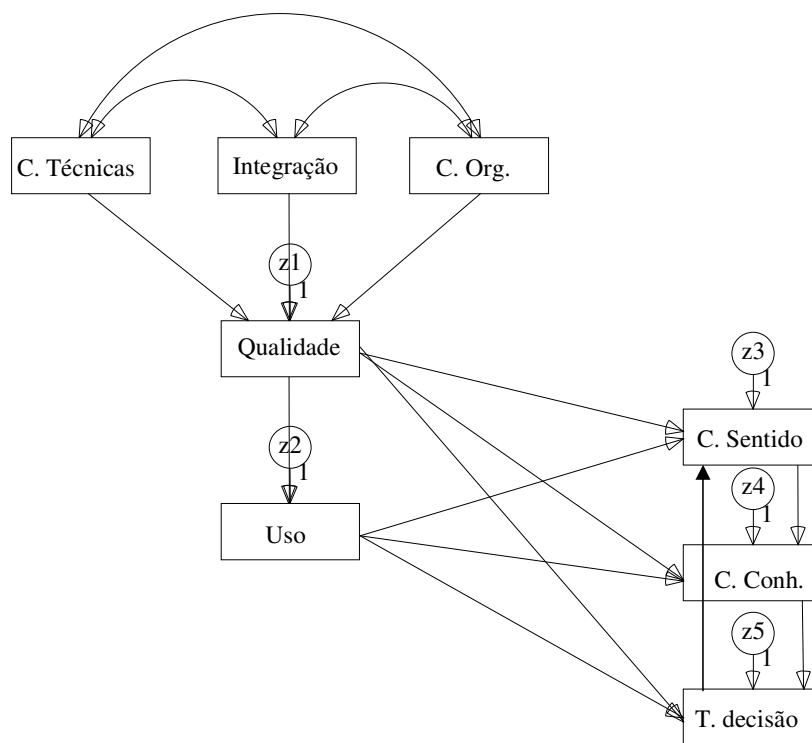 C. Técnicas
Integração
C. Org.
z1
1
Qualidade
z3
1
z2
1
C. Sentido
z4
1
Uso
C. Conh.
z5
1
T. decisão